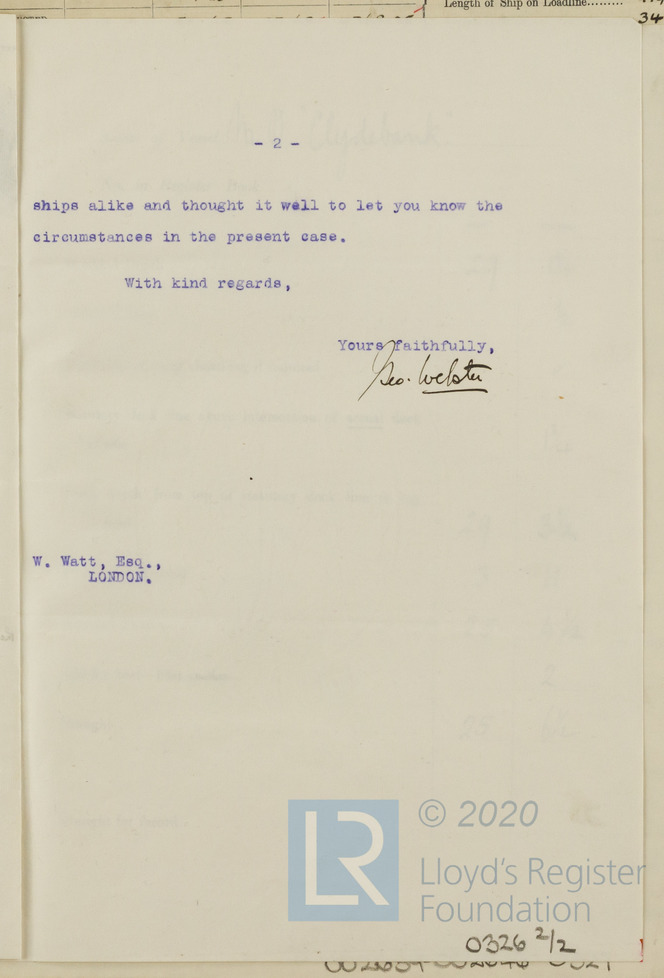 Length of Ship on Loadline.........
34
- 2 -
ships alike and thought it well to let you know the
circumstances in the present case.
With kind regards,
Yours faithfully,
Geo. Webster
W. Watt, Esq.,
LONDON.
LR
© 2020
Lloyd's Register
Foundation
0326 2/2